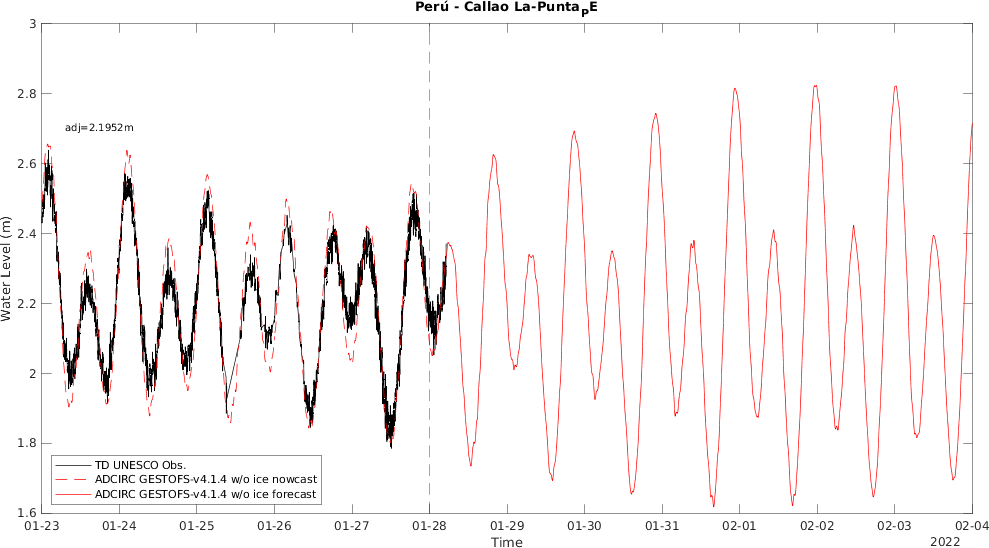 Perú - Callao La-PuntaPE
3
2.8
adj=2.1952m
2.6
2.4
Water Level (m)
2.2
2
1.8
TD UNESCO Obs.
ADCIRC GESTOFS-v4.1.4 w/o ice nowcast
ADCIRC GESTOFS-v4.1.4 w/o ice forecast
1.6
01-23 01-24 01-25 01-26 01-27 01-28 01-29 01-30 01-31 02-01 02-02 02-03 02-04
Time
2022